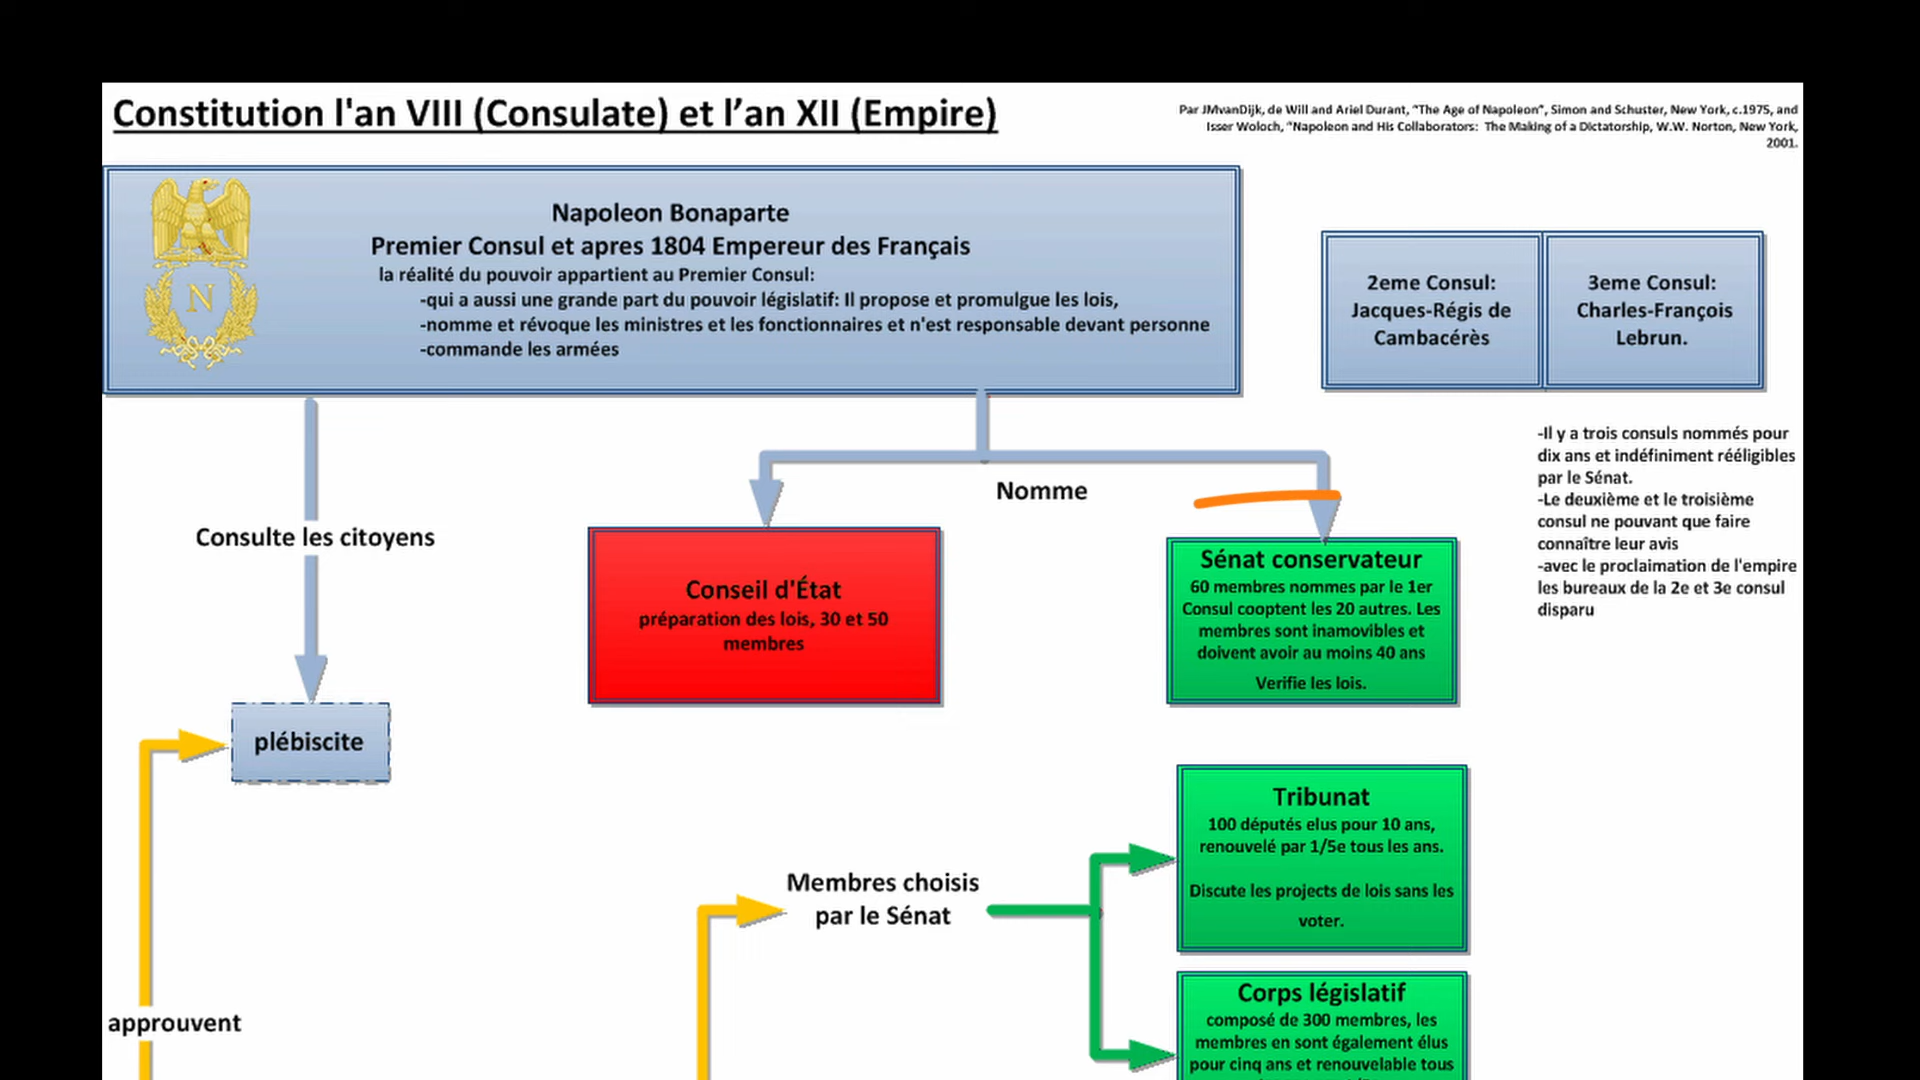 Constitution l'an VIII (Consulate) et l’an XII (Empire)
Par JMvanDijk, de Will and Ariel Durant, “The Age of Napoleon”, Simon and Schuster, New York, c.1975, and
Isser Woloch, “Napoleon and His Collaborators: The Making of a Dictatorship, W.W. Norton, New York,
2001.
Napoleon Bonaparte
Premier Consul et apres 1804 Empereur des Français
la réalité du pouvoir appartient au Premier Consul:
-qui a aussi une grande part du pouvoir législatif: Il propose et promulgue les lois,
-nomme et révoque les ministres et les fonctionnaires et n'est responsable devant personne
-commande les armées
N
2eme Consul:
Jacques-Régis de
Cambacérès
3eme Consul:
Charles-François
Lebrun.
-Il y a trois consuls nommés pour
dix ans et indéfiniment rééligibles
par le Sénat.
-Le deuxième et le troisième
consul ne pouvant que faire
connaître leur avis
-avec le proclaimation de l'empire
les bureaux de la 2e et 3e consul
disparu
Nomme
Consulte les citoyens
Conseil d'État
préparation des lois, 30 et 50
membres
Sénat conservateur
60 membres nommes par le 1er
Consul cooptent les 20 autres. Les
membres sont inamovibles et
doivent avoir au moins 40 ans
Verifie les lois.
plébiscite
Tribunat
100 députés elus pour 10 ans,
renouvelé par 1/5e tous les ans.
Discute les projects de lois sans les
voter.
Membres choisis
par le Sénat
Corps législatif
composé de 300 membres, les
membres en sont également élus
pour cinq ans et renouvelable tous
approuvent